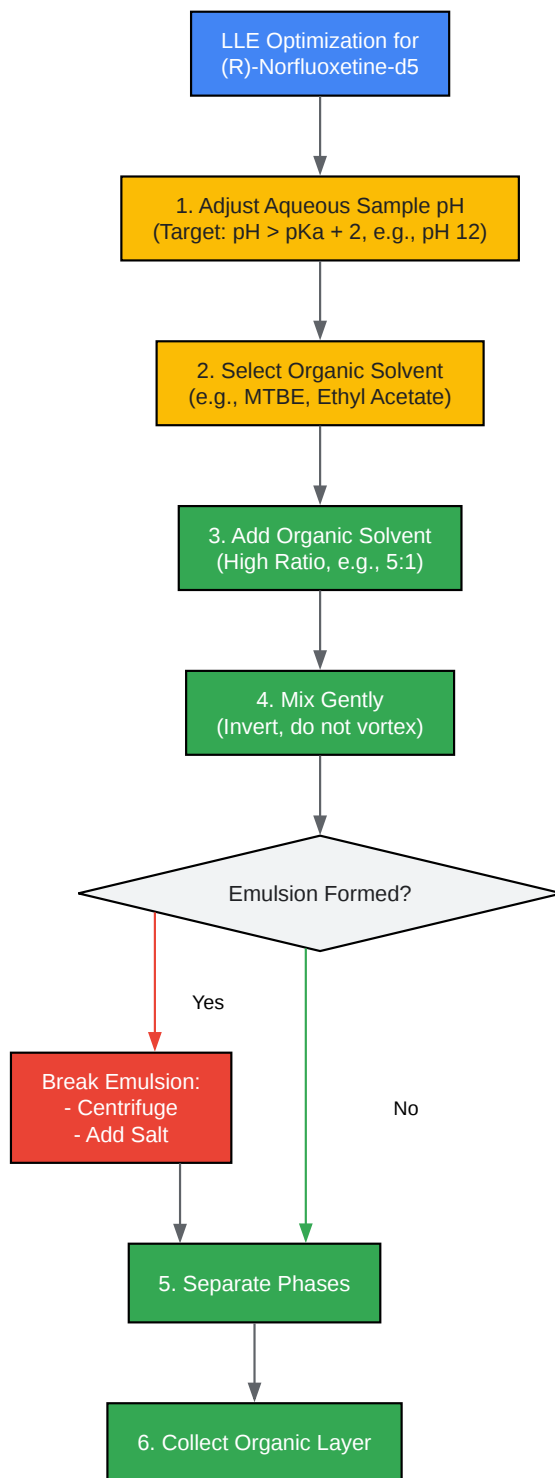 LLE Optimization for
(R)-Norfluoxetine-d5
1. Adjust Aqueous Sample pH
(Target: pH > pKa + 2, e.g., pH 12)
2. Select Organic Solvent
(e.g., MTBE, Ethyl Acetate)
3. Add Organic Solvent
(High Ratio, e.g., 5:1)
4. Mix Gently
(Invert, do not vortex)
Emulsion Formed?
Yes
Break Emulsion:
- Centrifuge
- Add Salt
No
5. Separate Phases
6. Collect Organic Layer